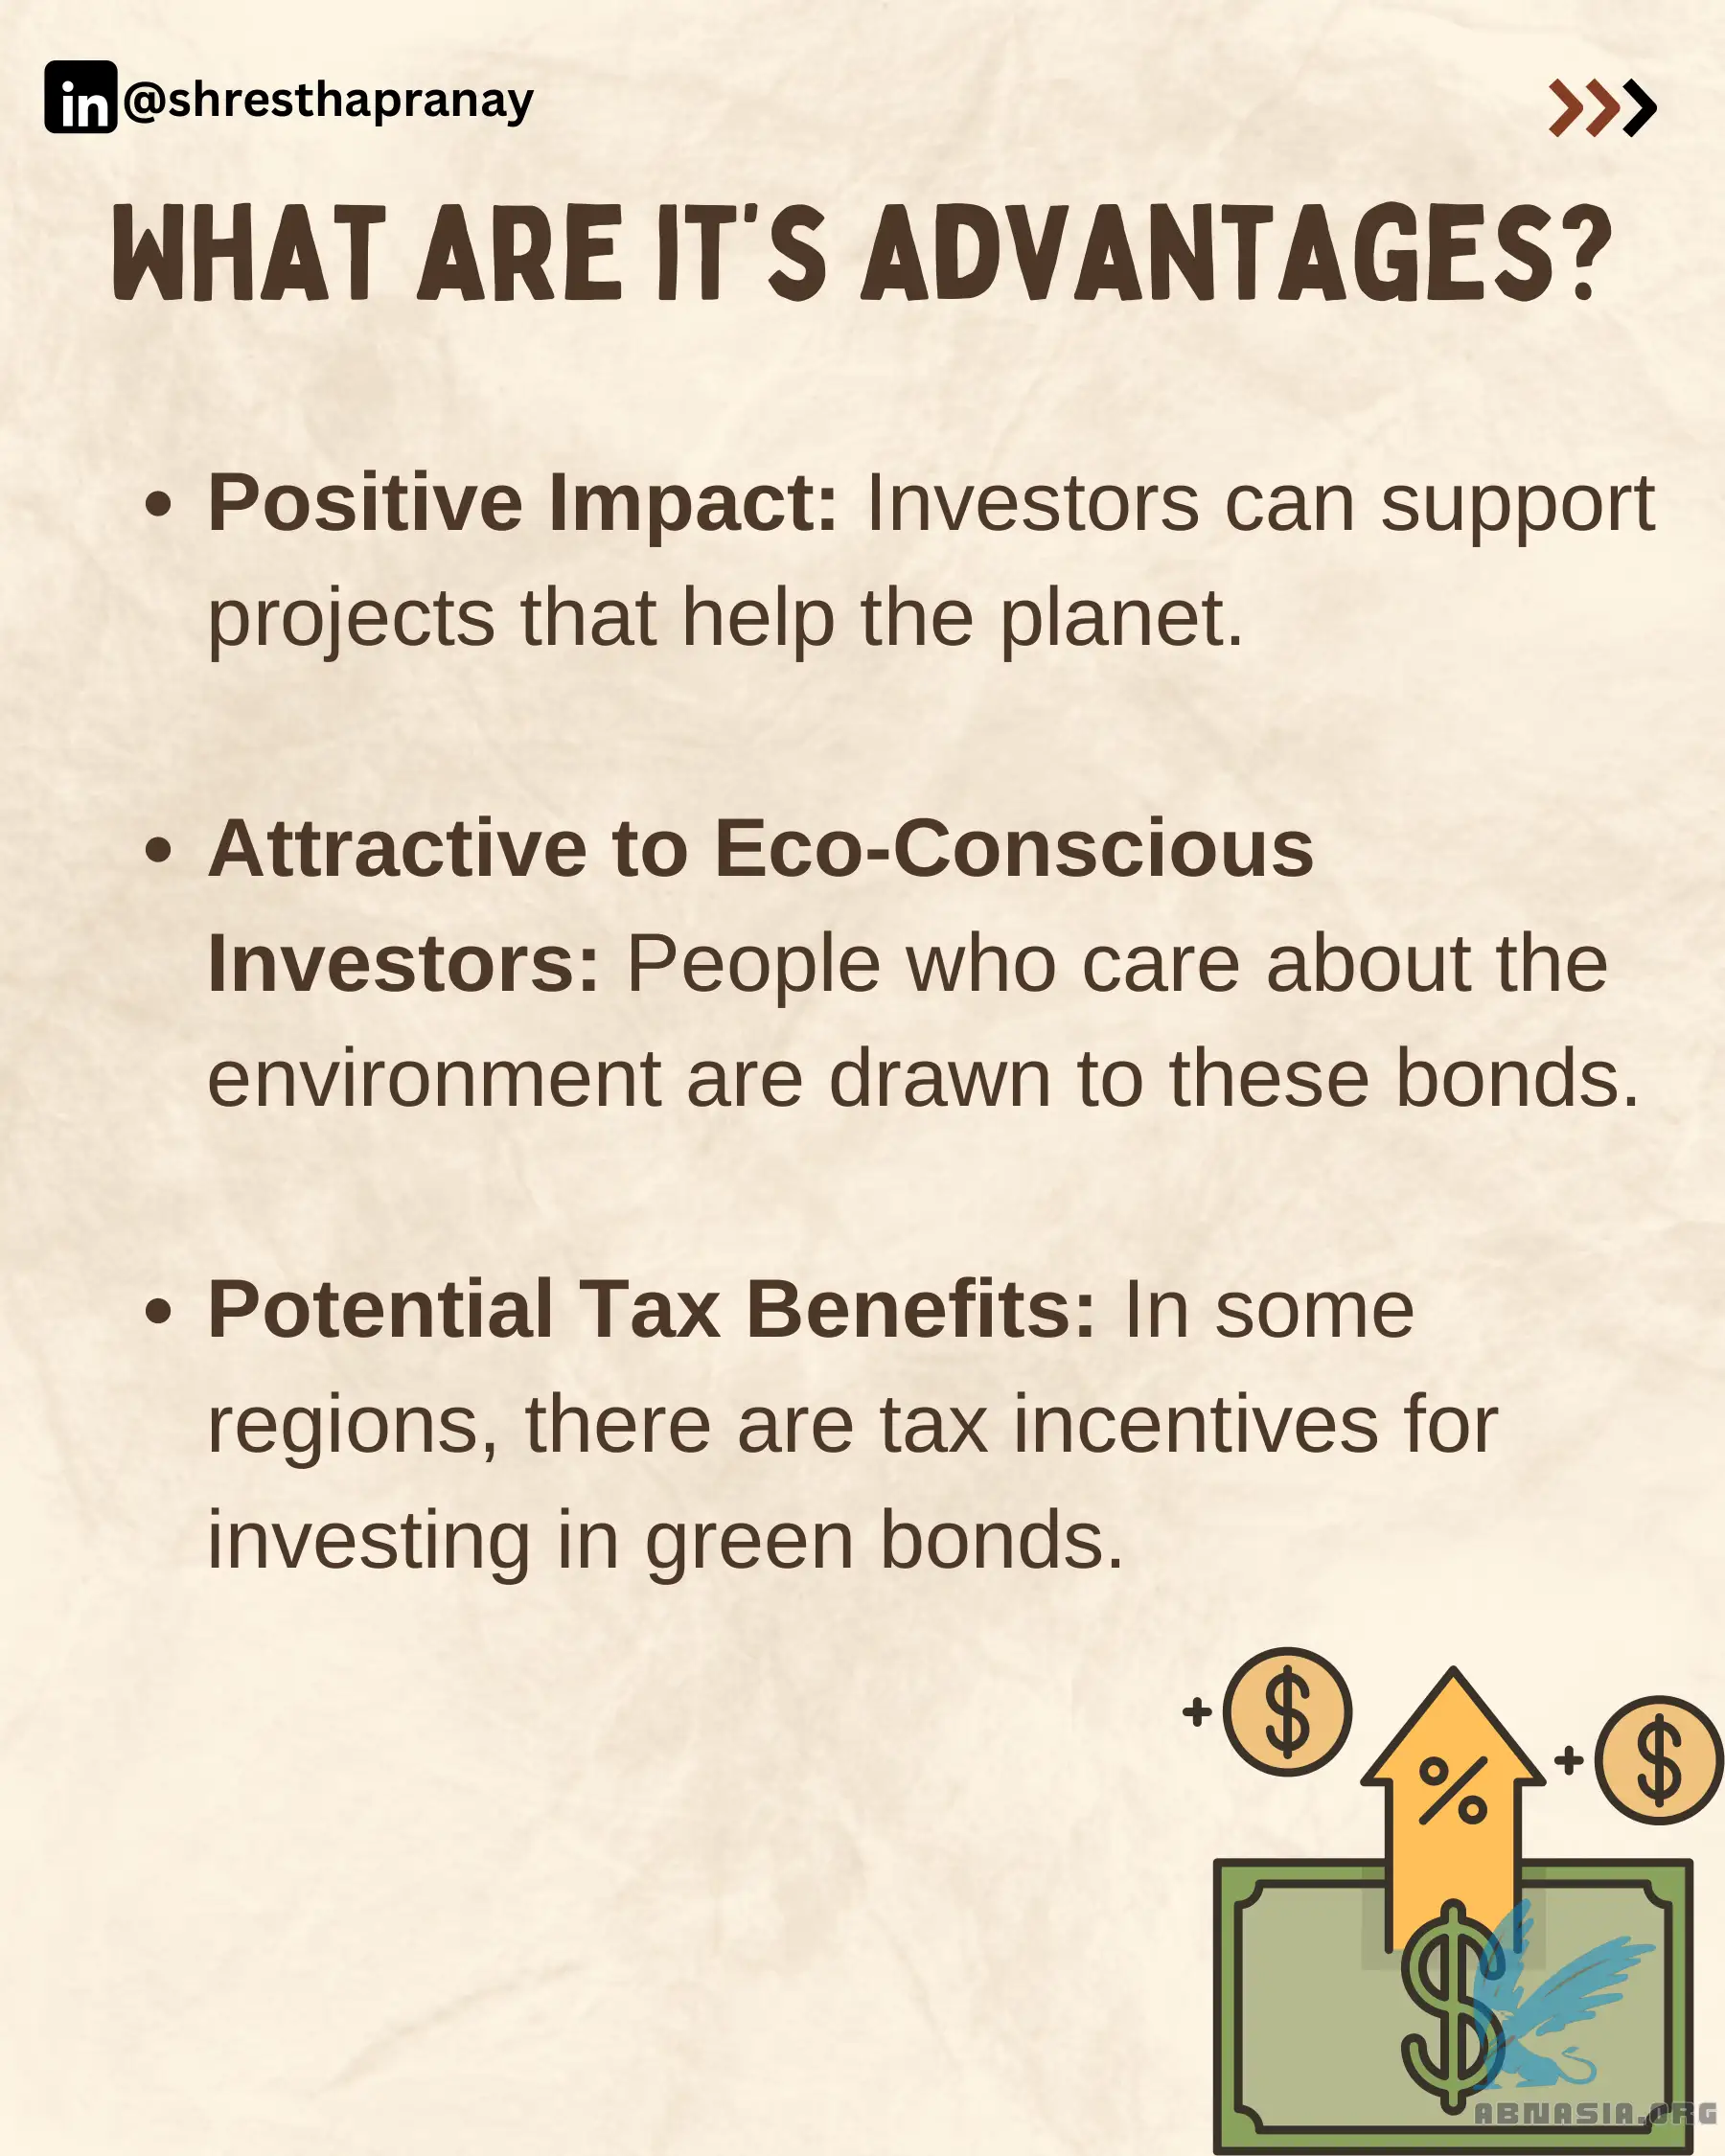 in @shresthapranay
WHAT ARE IT'S ADVANTAGES?
• Positive Impact: Investors can support
projects that help the planet.
• Attractive to Eco-Conscious
Investors: People who care about the
environment are drawn to these bonds.
• Potential Tax Benefits: In some
regions, there are tax incentives for
investing in green bonds.
+ $
% + $
$
ABNASIA.ORG